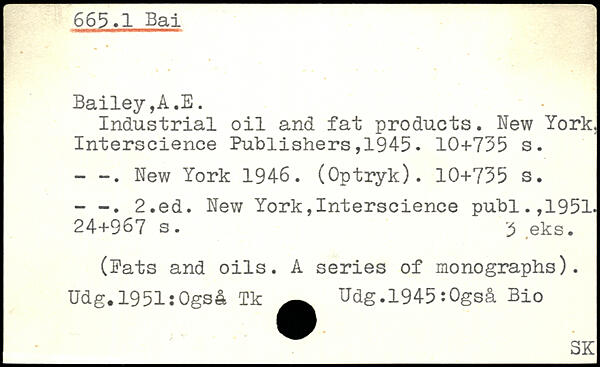 665.1 Bai
Bailey,A.E.
Industrial oil and fat products. New York,
Interscience Publishers,1945. 10+735 s.
- -. New York 1946. (Optryk). 10+735 s.
- -. 2.ed. New York,Interscience publ.,1951.
24+967 s. 3 eks.
(Fats and oils. A series of monographs).
Udg.1951:Også Tk Udg.1945:Også Bio
SK